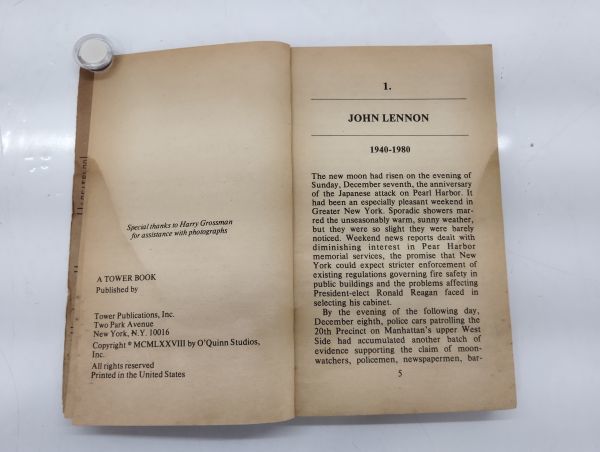 Special thanks to Harry Grossman
for assistance with photographs
A TOWER BOOK
Published by
Tower Publications, Inc.
Two Park Avenue
New York, N.Y. 10016
Copyright © MCMLXXVIII by O'Quinn Studios,
Inc.
All rights reserved
Printed in the United States
1.
JOHN LENNON
1940-1980
The new moon had risen on the evening of
Sunday, December seventh, the anniversary
of the Japanese attack on Pearl Harbor. It
had been an especially pleasant weekend in
Greater New York. Sporadic showers mar-
red the unseasonably warm, sunny weather,
but they were so slight they were barely
noticed. Weekend news reports dealt with
diminishing interest in Pear Harbor
memorial services, the promise that New
York could expect stricter enforcement of
existing regulations governing fire safety in
public buildings and the problems affecting
President-elect Ronald Reagan faced in
selecting his cabinet.
By the evening of the following day,
December eighth, police cars patrolling the
20th Precinct on Manhattan's upper West
Side had accumulated another batch of
evidence supporting the claim of moon-
watchers, policemen, newspapermen, bar-
5